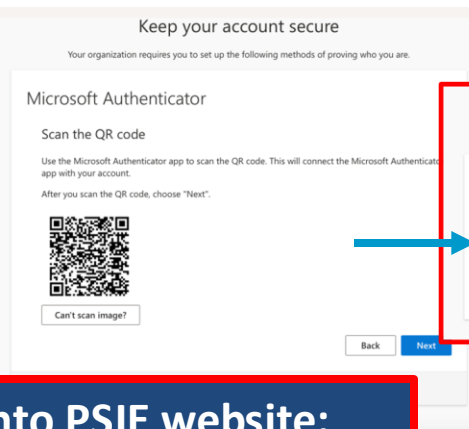 Keep your account secure
Your organization requires you to set up the following methods of proving who you are.
Microsoft Authenticator
Scan the QR code
Use the Microsoft Authenticator app to scan the QR code. This will connect the Microsoft Authenticato
app with your account.
After you scan the QR code, choose "Next".
Can't scan image?
Back Next
nto PSIF website: